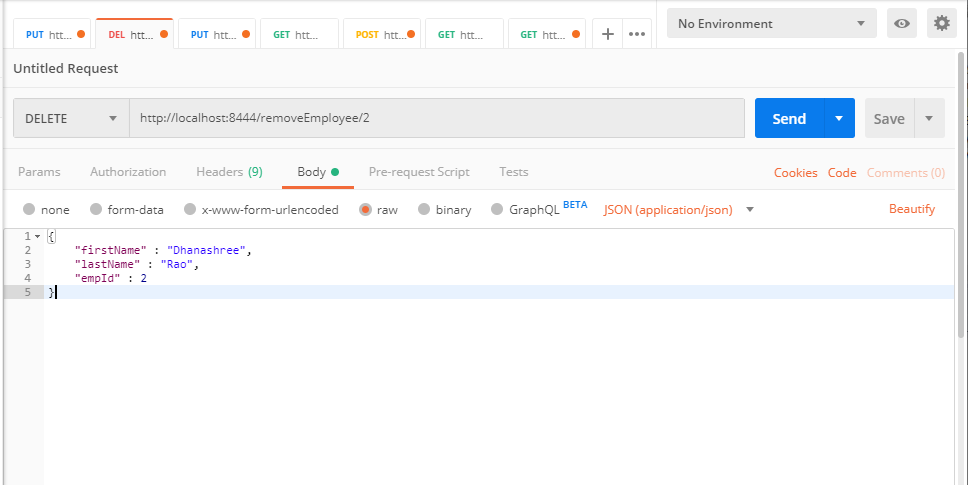 PUT htt... DEL htt... PUT htt... GET htt... POST htt... GET htt... GET htt... + ••• No Environment
Untitled Request
DELETE http://localhost:8444/removeEmployee/2 Send Save
Params Authorization Headers (9) Body Pre-request Script Tests Cookies Code Comments (0)
none form-data x-www-form-urlencoded raw binary GraphQL BETA JSON (application/json) Beautify
1 {
2 "firstName" : "Dhanashree",
3 "lastName" : "Rao",
4 "empId" : 2
5 }